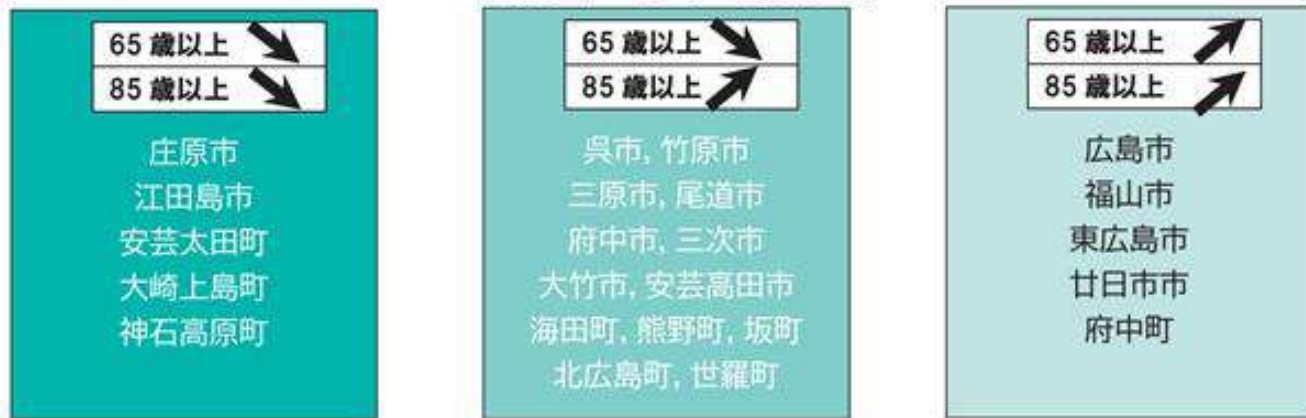 65 歳以上
85 歳以上
庄原市
江田島市
安芸太田町
大崎上島町
神石高原町
65 歳以上
85 歳以上
呉市, 竹原市
三原市, 尾道市
府中市, 三次市
大竹市, 安芸高田市
海田町, 熊野町, 坂町
北広島町, 世羅町
65 歳以上
85 歳以上
広島市
福山市
東広島市
廿日市市
府中町